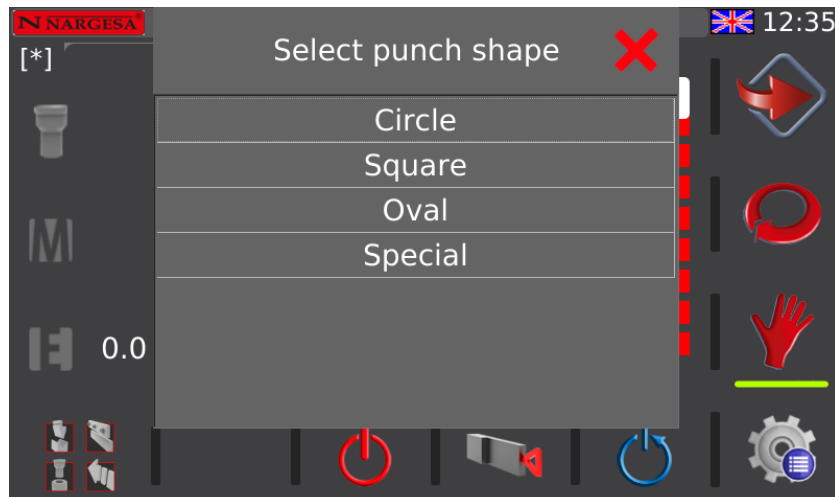 N NARGESA
12:35
[*]
Select punch shape
Circle
Square
Oval
Special
M
0.0